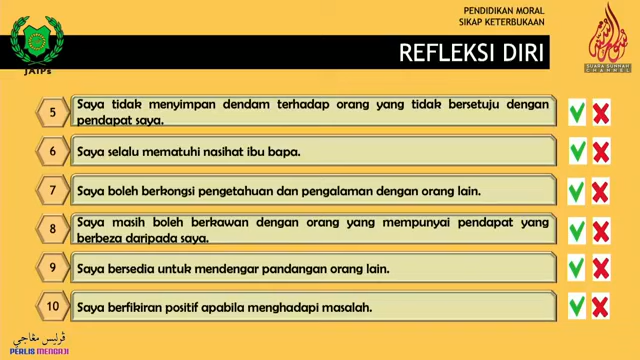 PENDIDIKAN MORAL
SIKAP KETERBUKAAN
REFLEKSI DIRI
JAIPs
SUARA SUNNAH
CHANNEL
5
Saya tidak menyimpan dendam terhadap orang yang tidak bersetuju dengan
pendapat saya.
6
Saya selalu mematuhi nasihat ibu bapa.
7
Saya boleh berkongsi pengetahuan dan pengalaman dengan orang lain.
8
Saya masih boleh berkawan dengan orang yang mempunyai pendapat yang
berbeza daripada saya.
9
Saya bersedia untuk mendengar pandangan orang lain.
10
Saya berfikiran positif apabila menghadapi masalah.
ڤرليس مڠاجي
PERLIS MENGAJI